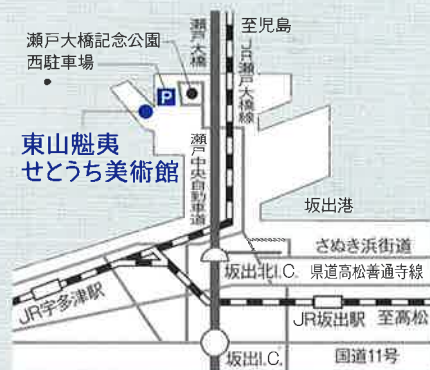 瀬戸大橋記念公園
西駐車場
P
瀬戸大橋
至児島
JR瀬戸大橋線
東山魁夷
せとうち美術館
瀬戸中央自動車道
坂出港
さぬき浜街道
坂出北I.C.
県道高松善通寺線
JR宇多津駅
JR坂出駅
至高松
坂出I.C.
国道11号